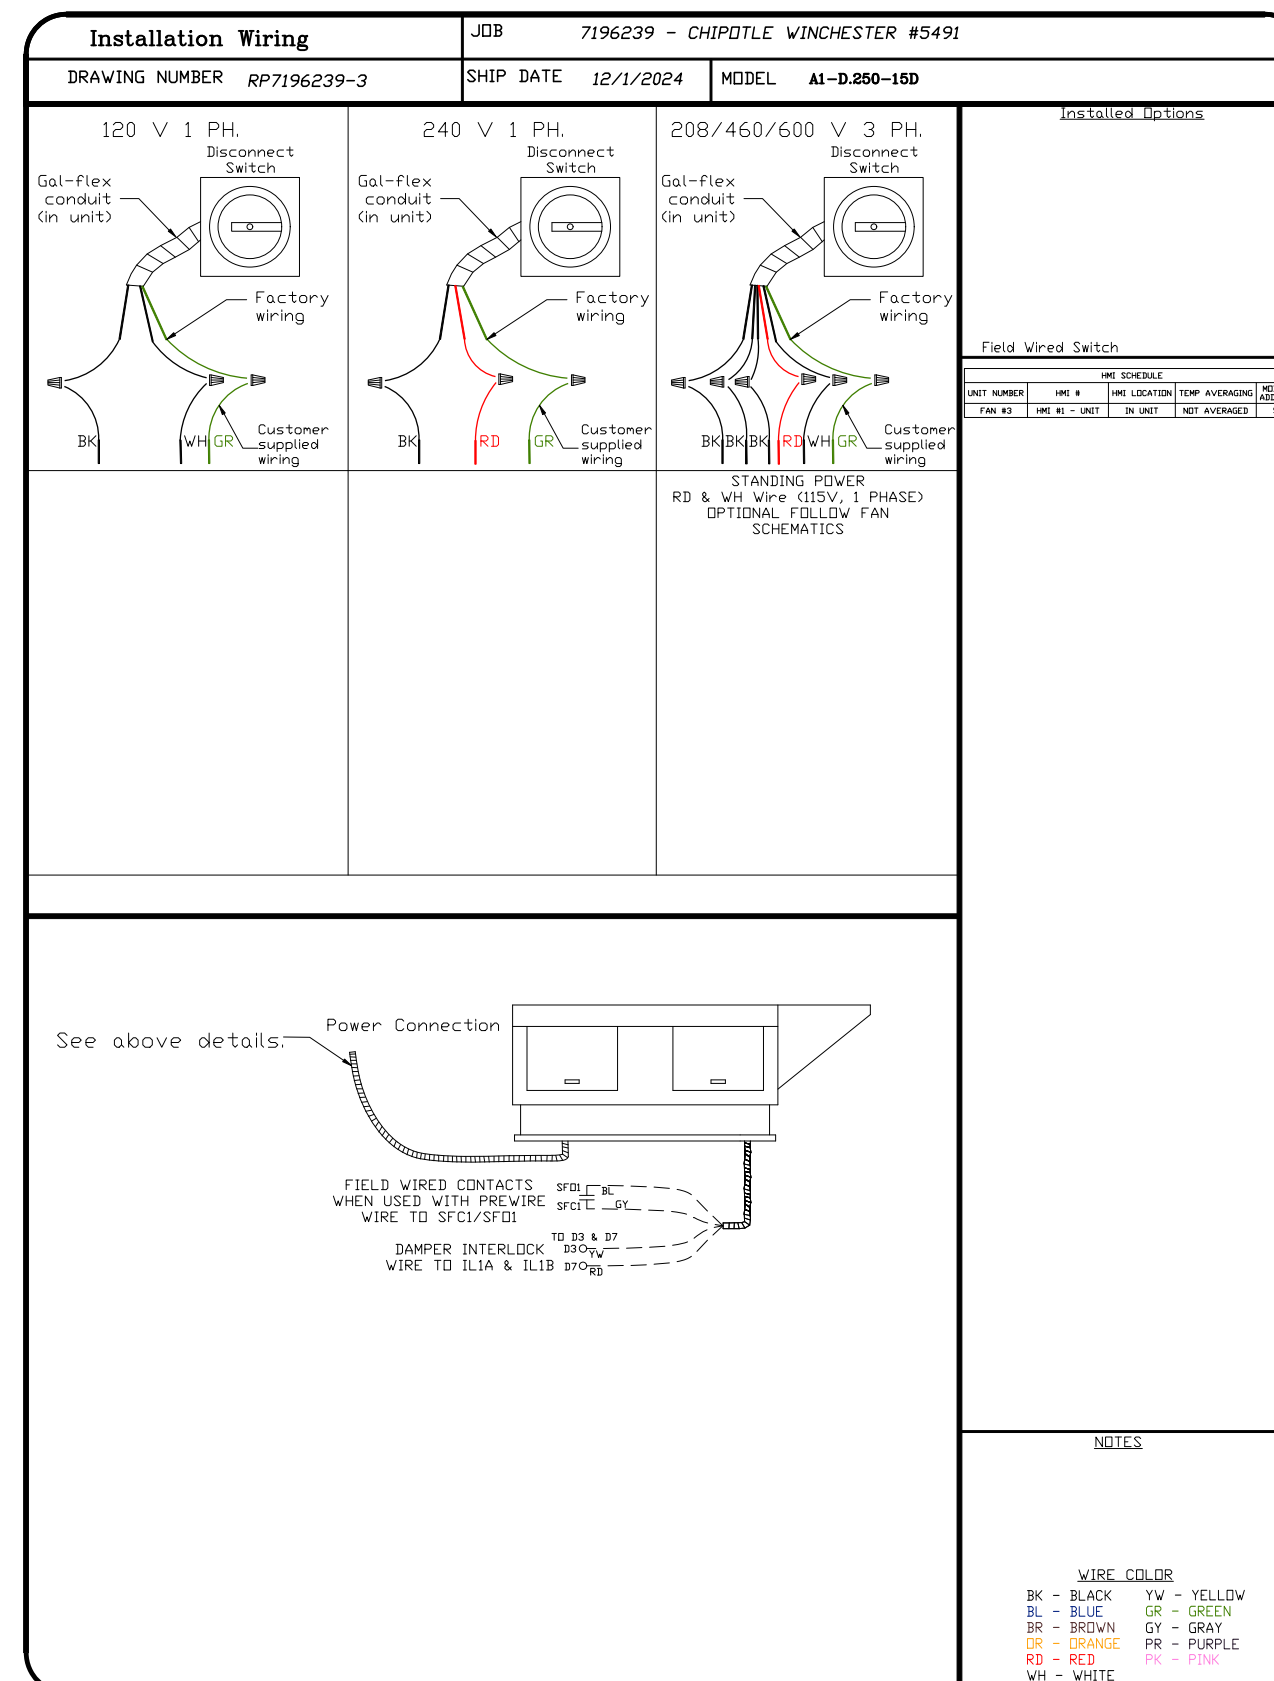 Installation Wiring
JOB 7196239 - CHIPOTLE WINCHESTER #5491
DRAWING NUMBER RP7196239-3
SHIP DATE 12/1/2024
MODEL A1-D.250-15D
120 V 1 PH.
Disconnect
Switch
Gal-flex
conduit
(in unit)
Factory
wiring
BK
WH
GR
Customer
supplied
wiring
240 V 1 PH.
Disconnect
Switch
Gal-flex
conduit
(in unit)
Factory
wiring
BK
RD
GR
Customer
supplied
wiring
208/460/600 V 3 PH.
Disconnect
Switch
Gal-flex
conduit
(in unit)
Factory
wiring
BK BK BK RD WH GR
Customer
supplied
wiring
STANDING POWER
RD & WH Wire (115V, 1 PHASE)
OPTIONAL FOLLOW FAN
SCHEMATICS
Installed Options
Field Wired Switch
HMI SCHEDULE
UNIT NUMBER HMI # HMI LOCATION TEMP AVERAGING
FAN #3 HMI #1 - UNIT IN UNIT NOT AVERAGED
See above details.
Power Connection
FIELD WIRED CONTACTS
WHEN USED WITH PREWIRE
WIRE TO SFC1/SFO1
SFO1 BL
SFC1 GY
DAMPER INTERLOCK
WIRE TO IL1A & IL1B
TO D3 & D7
D3 YW
D7 RD
NOTES
WIRE COLOR
BK - BLACK YW - YELLOW
BL - BLUE GR - GREEN
BR - BROWN GY - GRAY
OR - ORANGE PR - PURPLE
RD - RED PK - PINK
WH - WHITE